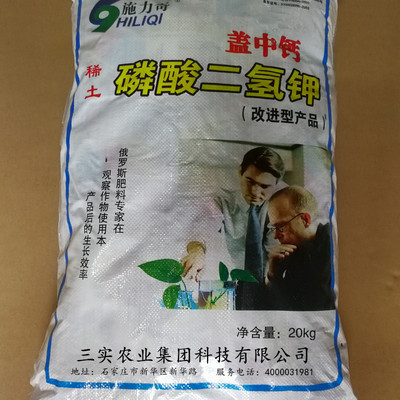 施力奇
SHILIQI
盖中钙
稀土
磷酸二氢钾
(改进型产品)
俄罗斯肥料专家在
观察作物使用本
产品后的生长效率
净含量：20kg
三实农业集团科技有限公司
地址：石家庄市新华区新华路 服务电话：4000031981